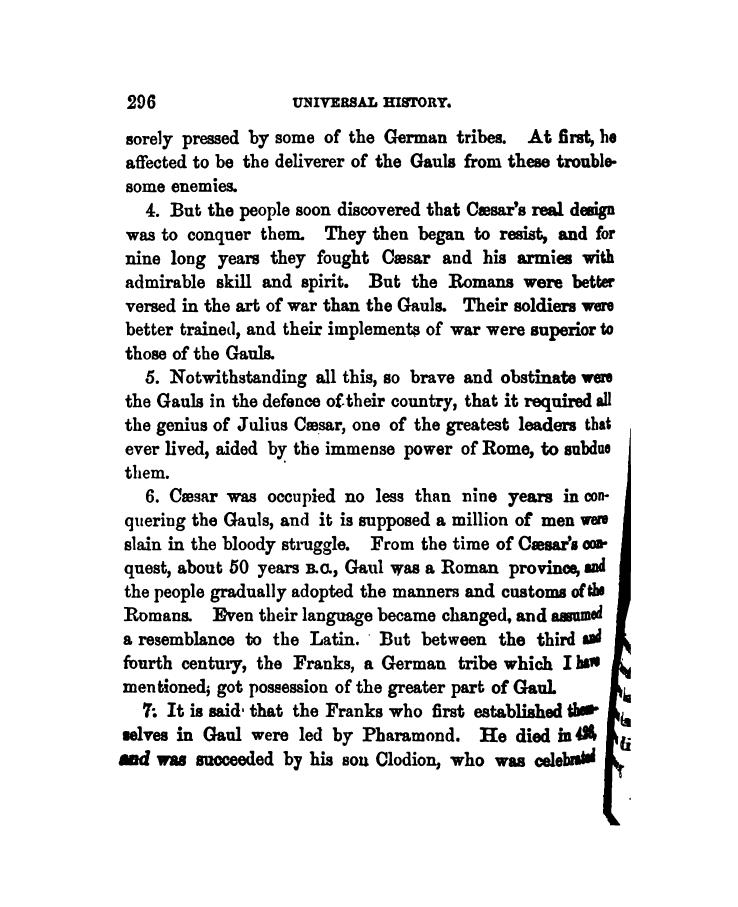 296 UNIVERSAL HISTORY.
sorely pressed by some of the German tribes. At first, he
affected to be the deliverer of the Gauls from these trouble-
some enemies.
4. But the people soon discovered that Cæsar's real design
was to conquer them. They then began to resist, and for
nine long years they fought Cæsar and his armies with
admirable skill and spirit. But the Romans were better
versed in the art of war than the Gauls. Their soldiers were
better trained, and their implements of war were superior to
those of the Gauls.
5. Notwithstanding all this, so brave and obstinate were
the Gauls in the defence of their country, that it required all
the genius of Julius Cæsar, one of the greatest leaders that
ever lived, aided by the immense power of Rome, to subdue
them.
6. Cæsar was occupied no less than nine years in con-
quering the Gauls, and it is supposed a million of men were
slain in the bloody struggle. From the time of Cæsar's con-
quest, about 50 years B.C., Gaul was a Roman province, and
the people gradually adopted the manners and customs of the
Romans. Even their language became changed, and assumed
a resemblance to the Latin. But between the third and
fourth century, the Franks, a German tribe which I have
mentioned, got possession of the greater part of Gaul.
7. It is said that the Franks who first established them-
selves in Gaul were led by Pharamond. He died in
and was succeeded by his son Clodion, who was celebrated